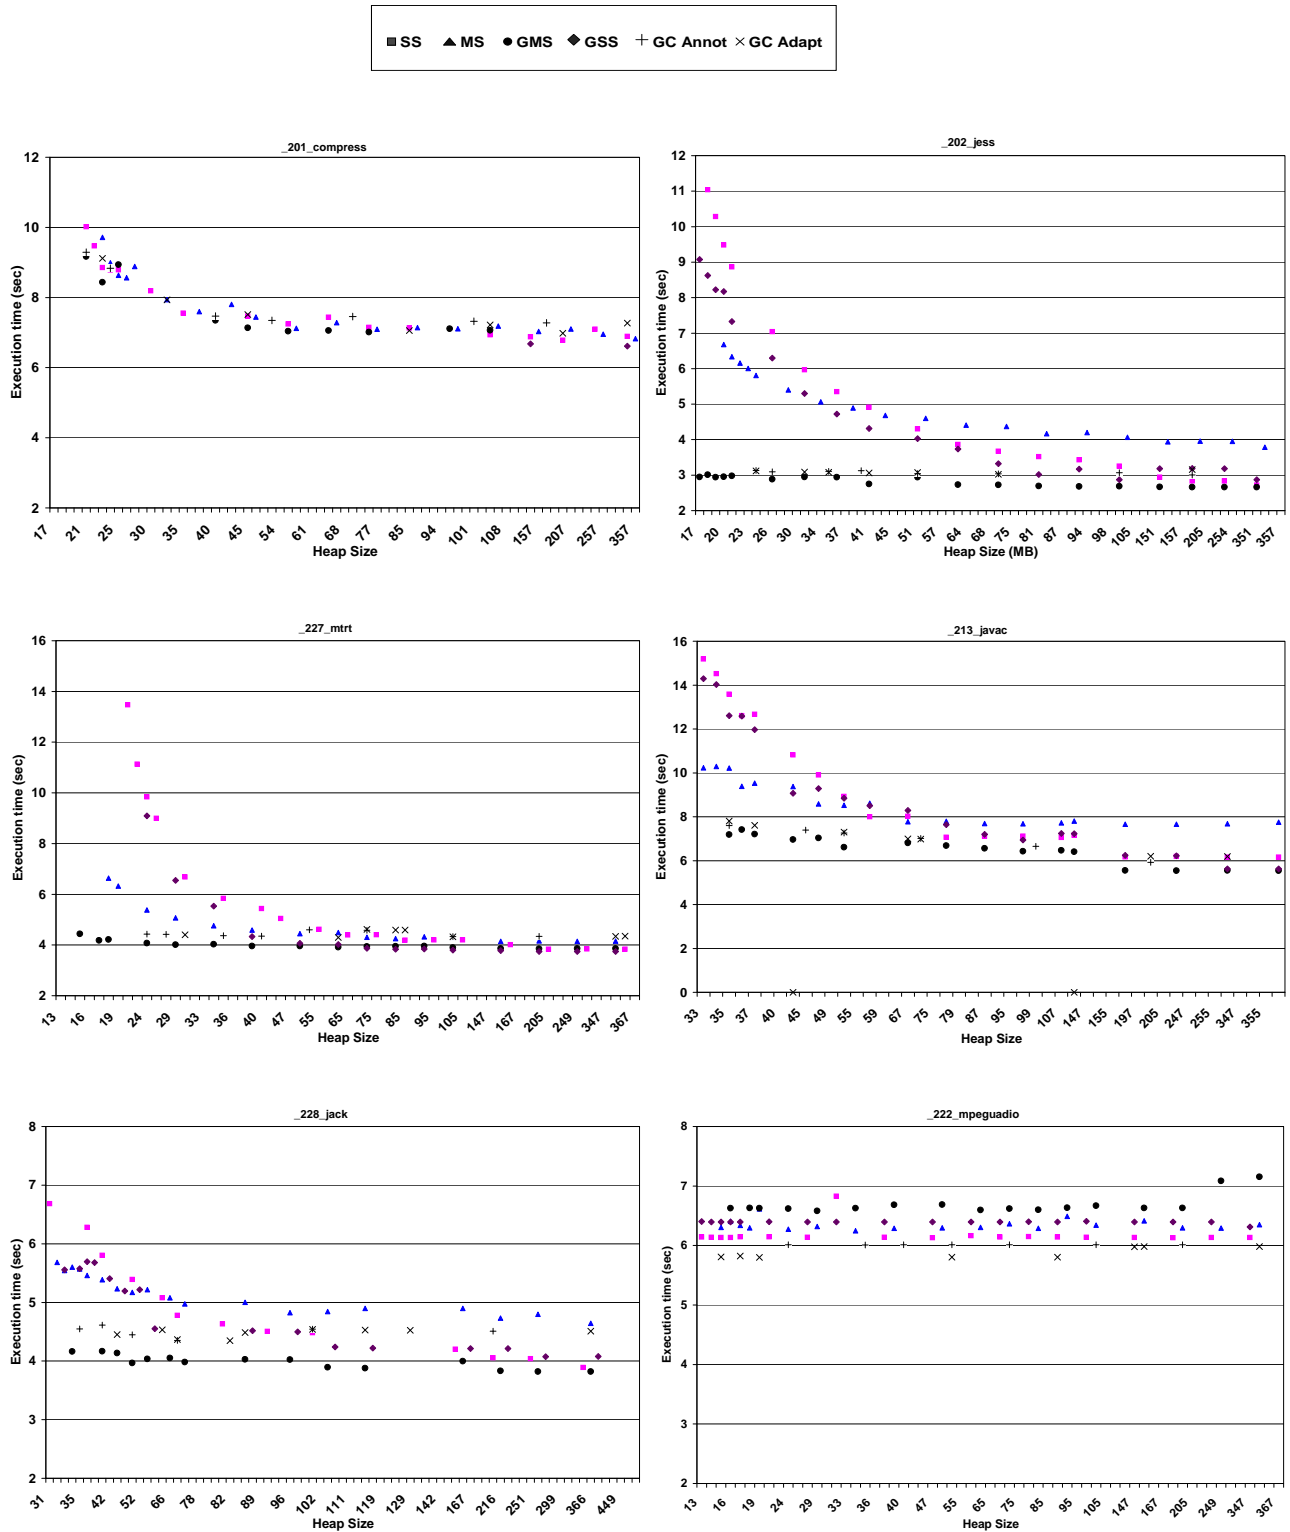 SS MS GMS GSS GC Annot GC Adapt
_201_compress
Execution time (sec)
12
10
8
6
4
2
17 21 25 30 35 40 45 54 61 68 77 85 94 101 108 157 207 257 357
Heap Size
_202_jess
Execution time (sec)
12
11
10
9
8
7
6
5
4
3
2
17 20 23 26 30 34 37 41 45 51 57 64 68 75 81 87 94 98 105 151 157 205 254 351 357
Heap Size (MB)
_227_mtrt
Execution time (sec)
16
14
12
10
8
6
4
2
13 16 19 24 29 35 40 47 55 65 75 85 95 105 147 167 205 249 347 367
Heap Size
_213_javac
Execution time (sec)
16
14
12
10
8
6
4
2
0
33 35 37 40 45 49 55 59 67 75 79 87 95 99 107 147 155 197 205 247 255 347 355
Heap Size
_228_jack
Execution time (sec)
8
7
6
5
4
3
2
31 35 42 52 66 78 82 89 96 102 111 119 129 142 167 216 251 299 366 449
Heap Size
_222_mpeguadio
Execution time (sec)
8
7
6
5
4
3
2
13 16 19 24 29 36 40 47 55 65 75 85 95 105 147 167 205 249 347 367
Heap Size